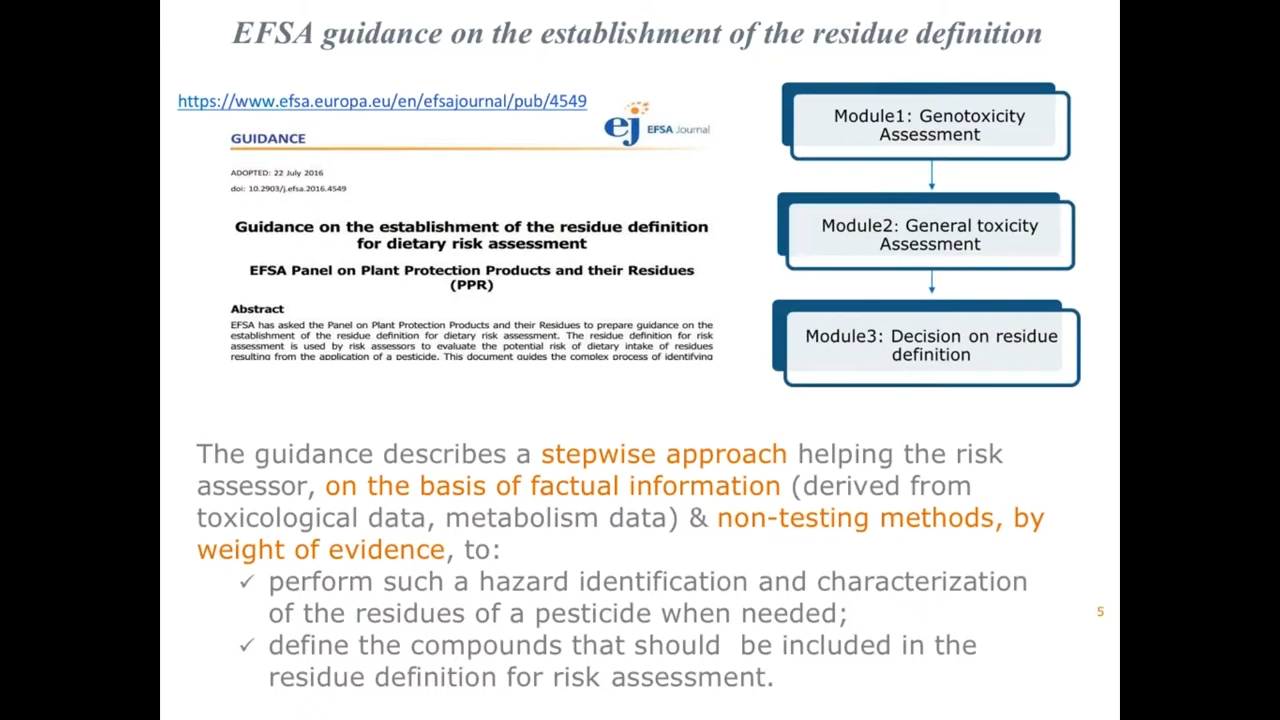 EFSA guidance on the establishment of the residue definition
https://www.efsa.europa.eu/en/efsajournal/pub/4549
ej EFSA Journal
GUIDANCE
ADOPTED: 22 July 2016
doi: 10.2903/j.efsa.2016.4549
Guidance on the establishment of the residue definition
for dietary risk assessment
EFSA Panel on Plant Protection Products and their Residues
(PPR)
Abstract
EFSA has asked the Panel on Plant Protection Products and their Residues to prepare guidance on the
establishment of the residue definition for dietary risk assessment. The residue definition for risk
assessment is used by risk assessors to evaluate the potential risk of dietary intake of residues
resulting from the application of a pesticide. This document guides the complex process of identifying
Module1: Genotoxicity
Assessment
Module2: General toxicity
Assessment
Module3: Decision on residue
definition
The guidance describes a stepwise approach helping the risk
assessor, on the basis of factual information (derived from
toxicological data, metabolism data) & non-testing methods, by
weight of evidence, to:
✓ perform such a hazard identification and characterization
of the residues of a pesticide when needed;
✓ define the compounds that should  be included in the
residue definition for risk assessment.
5